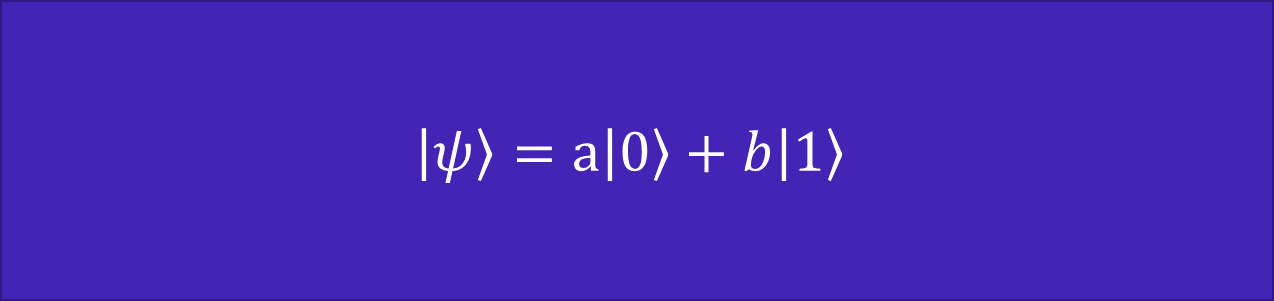 |ψ⟩ = a|0⟩ + b|1⟩